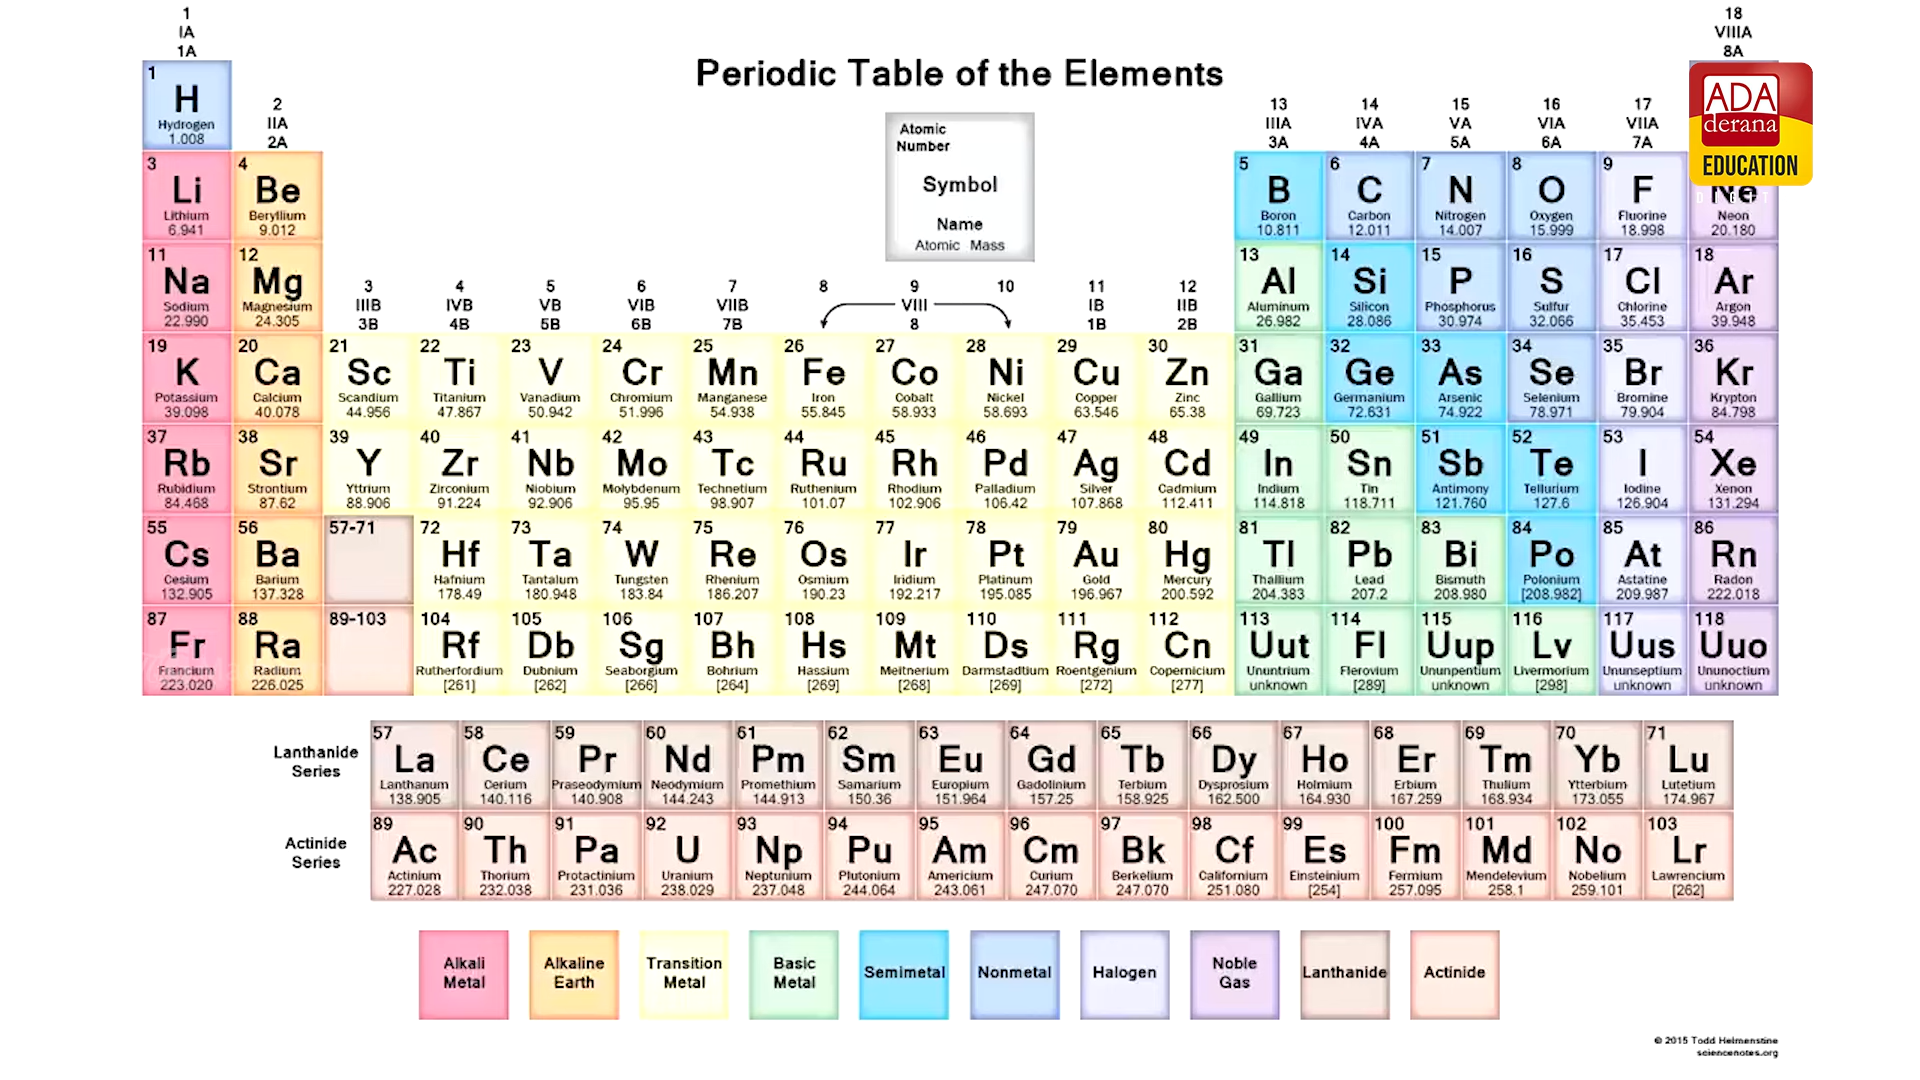 1
IA
1A
18
VIIIA
8A
Periodic Table of the Elements
ADA
derana
EDUCATION
Atomic
Number
Symbol
Name
Atomic Mass
2
IIA
2A
13
IIIA
3A
14
IVA
4A
15
VA
5A
16
VIA
6A
17
VIIA
7A
3
IIIB
3B
4
IVB
4B
5
VB
5B
6
VIB
6B
7
VIIB
7B
8
9
10
VIII
8
11
IB
1B
12
IIB
2B
1
H
Hydrogen
1.008
3
Li
Lithium
6.941
4
Be
Beryllium
9.012
5
B
Boron
10.811
6
C
Carbon
12.011
7
N
Nitrogen
14.007
8
O
Oxygen
15.999
9
F
Fluorine
18.998
Ne
Neon
20.180
11
Na
Sodium
22.990
12
Mg
Magnesium
24.305
13
Al
Aluminum
26.982
14
Si
Silicon
28.086
15
P
Phosphorus
30.974
16
S
Sulfur
32.066
17
Cl
Chlorine
35.453
18
Ar
Argon
39.948
19
K
Potassium
39.098
20
Ca
Calcium
40.078
21
Sc
Scandium
44.956
22
Ti
Titanium
47.867
23
V
Vanadium
50.942
24
Cr
Chromium
51.996
25
Mn
Manganese
54.938
26
Fe
Iron
55.845
27
Co
Cobalt
58.933
28
Ni
Nickel
58.693
29
Cu
Copper
63.546
30
Zn
Zinc
65.38
31
Ga
Gallium
69.723
32
Ge
Germanium
72.631
33
As
Arsenic
74.922
34
Se
Selenium
78.971
35
Br
Bromine
79.904
36
Kr
Krypton
84.798
37
Rb
Rubidium
84.468
38
Sr
Strontium
87.62
39
Y
Yttrium
88.906
40
Zr
Zirconium
91.224
41
Nb
Niobium
92.906
42
Mo
Molybdenum
95.95
43
Tc
Technetium
98.907
44
Ru
Ruthenium
101.07
45
Rh
Rhodium
102.906
46
Pd
Palladium
106.42
47
Ag
Silver
107.868
48
Cd
Cadmium
112.411
49
In
Indium
114.818
50
Sn
Tin
118.711
51
Sb
Antimony
121.760
52
Te
Tellurium
127.6
53
I
Iodine
126.904
54
Xe
Xenon
131.294
55
Cs
Cesium
132.905
56
Ba
Barium
137.328
57-71
72
Hf
Hafnium
178.49
73
Ta
Tantalum
180.948
74
W
Tungsten
183.84
75
Re
Rhenium
186.207
76
Os
Osmium
190.23
77
Ir
Iridium
192.217
78
Pt
Platinum
195.085
79
Au
Gold
196.967
80
Hg
Mercury
200.592
81
Tl
Thallium
204.383
82
Pb
Lead
207.2
83
Bi
Bismuth
208.980
84
Po
Polonium
[208.982]
85
At
Astatine
209.987
86
Rn
Radon
222.018
87
Fr
Francium
223.020
88
Ra
Radium
226.025
89-103
104
Rf
Rutherfordium
[261]
105
Db
Dubnium
[262]
106
Sg
Seaborgium
[266]
107
Bh
Bohrium
[264]
108
Hs
Hassium
[269]
109
Mt
Meitnerium
[268]
110
Ds
Darmstadtium
[269]
111
Rg
Roentgenium
[272]
112
Cn
Copernicium
[277]
113
Uut
Ununtrium
unknown
114
Fl
Flerovium
[289]
115
Uup
Ununpentium
unknown
116
Lv
Livermorium
[298]
117
Uus
Ununseptium
unknown
118
Uuo
Ununoctium
unknown
Lanthanide
Series
57
La
Lanthanum
138.905
58
Ce
Cerium
140.116
59
Pr
Praseodymium
140.908
60
Nd
Neodymium
144.243
61
Pm
Promethium
144.913
62
Sm
Samarium
150.36
63
Eu
Europium
151.964
64
Gd
Gadolinium
157.25
65
Tb
Terbium
158.925
66
Dy
Dysprosium
162.500
67
Ho
Holmium
164.930
68
Er
Erbium
167.259
69
Tm
Thulium
168.934
70
Yb
Ytterbium
173.055
71
Lu
Lutetium
174.967
Actinide
Series
89
Ac
Actinium
227.028
90
Th
Thorium
232.038
91
Pa
Protactinium
231.036
92
U
Uranium
238.029
93
Np
Neptunium
237.048
94
Pu
Plutonium
244.064
95
Am
Americium
243.061
96
Cm
Curium
247.070
97
Bk
Berkelium
247.070
98
Cf
Californium
251.080
99
Es
Einsteinium
[254]
100
Fm
Fermium
257.095
101
Md
Mendelevium
258.1
102
No
Nobelium
259.101
103
Lr
Lawrencium
[262]
Alkali
Metal
Alkaline
Earth
Transition
Metal
Basic
Metal
Semimetal
Nonmetal
Halogen
Noble
Gas
Lanthanide
Actinide
© 2015 Todd Helmenstine
sciencenotes.org